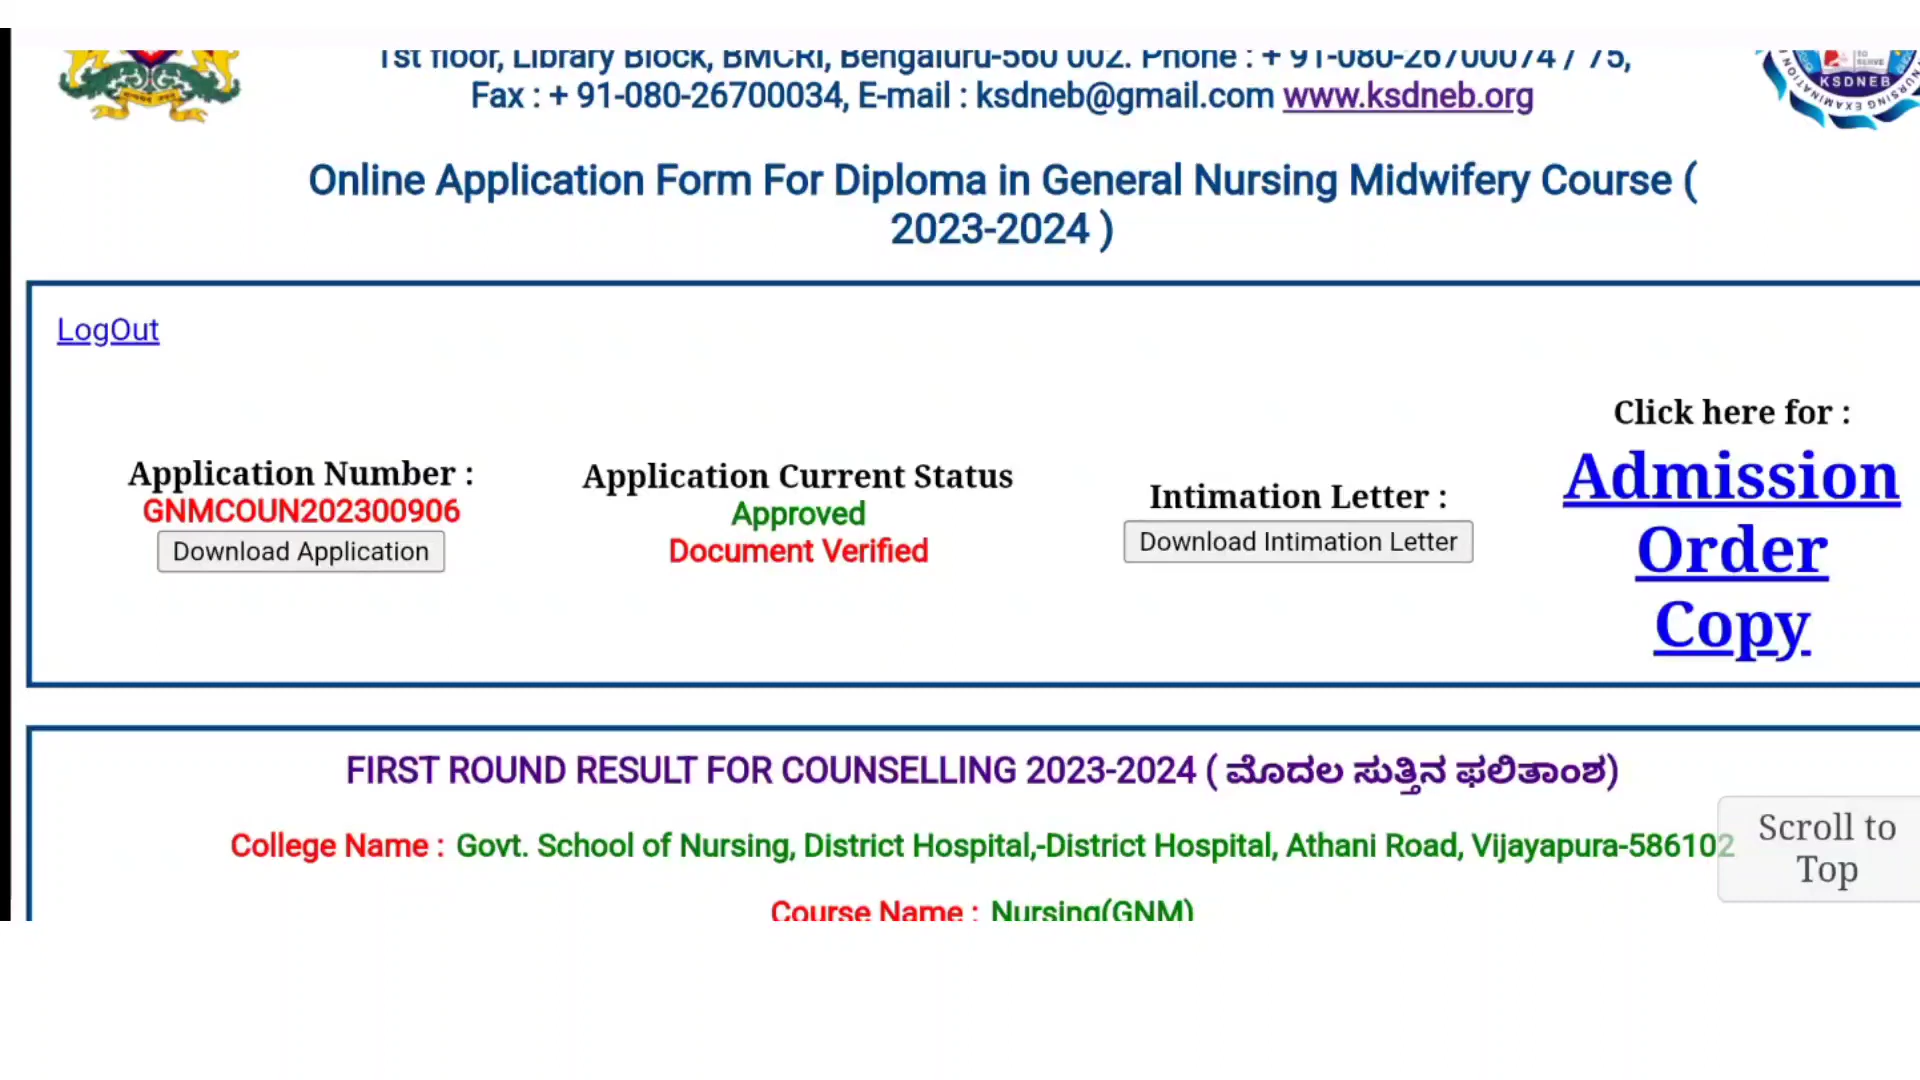 1st floor, Library Block, BMCRI, Bengaluru-560 002. Phone : + 91-080-26700074 / 75,
Fax : + 91-080-26700034, E-mail : ksdneb@gmail.com www.ksdneb.org
KSDNEB
Online Application Form For Diploma in General Nursing Midwifery Course (
2023-2024 )
LogOut
Application Number :
GNMCOUN202300906
Download Application
Application Current Status
Approved
Document Verified
Intimation Letter :
Download Intimation Letter
Click here for :
Admission
Order
Copy
FIRST ROUND RESULT FOR COUNSELLING 2023-2024 ( ಮೊದಲ ಸುತ್ತಿನ ಫಲಿತಾಂಶ)
College Name : Govt. School of Nursing, District Hospital,-District Hospital, Athani Road, Vijayapura-586102
Scroll to
Top
Course Name : Nursing(GNM)